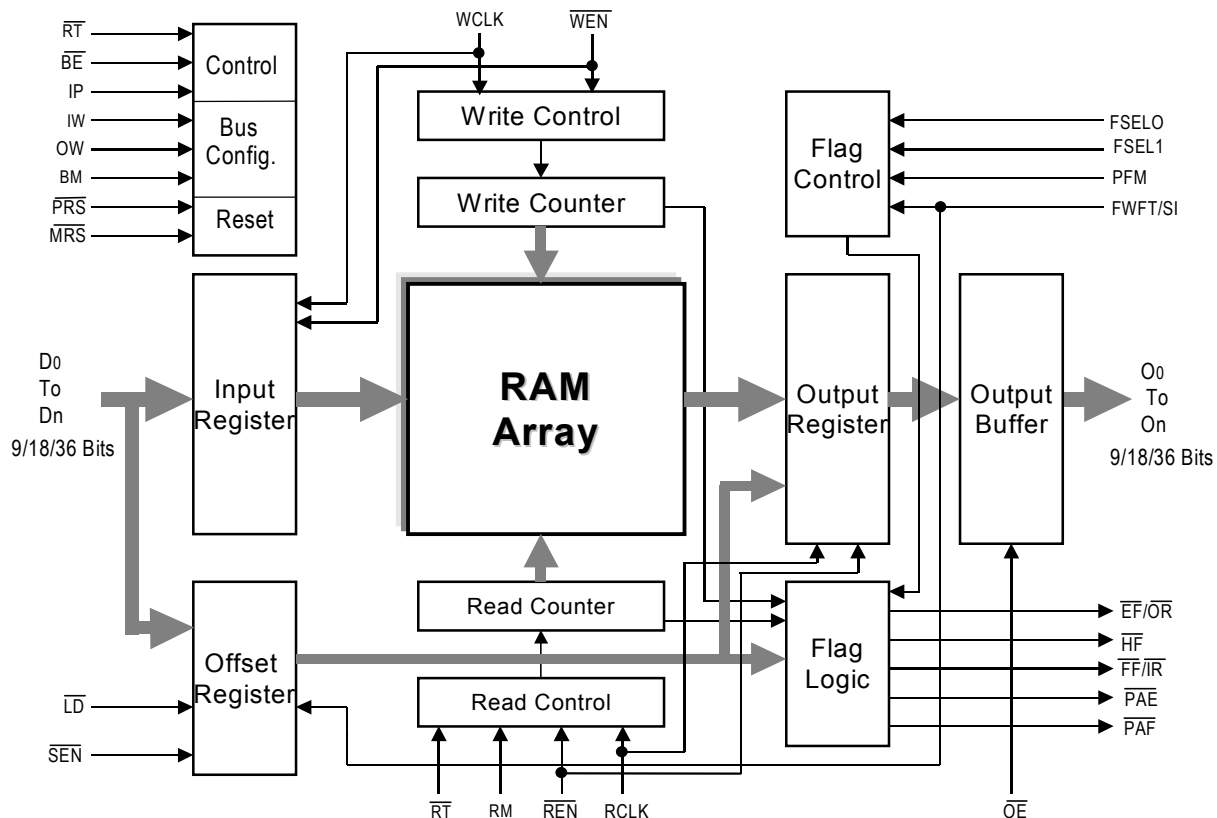 RT
BE
IP
IW
OW
BM
PRS
MRS
Control
Bus
Config.
Reset
WCLK
WEN
Write Control
Write Counter
Flag
Control
FSELO
FSEL1
PFM
FWFT/SI
D0
To
Dn
9/18/36 Bits
Input
Register
RAM
Array
Output
Register
Output
Buffer
O0
To
On
9/18/36 Bits
Offset
Register
LD
SEN
Read Counter
Read Control
Flag
Logic
EF/OR
HF
FF/IR
PAE
PAF
RT
RM
REN
RCLK
OE